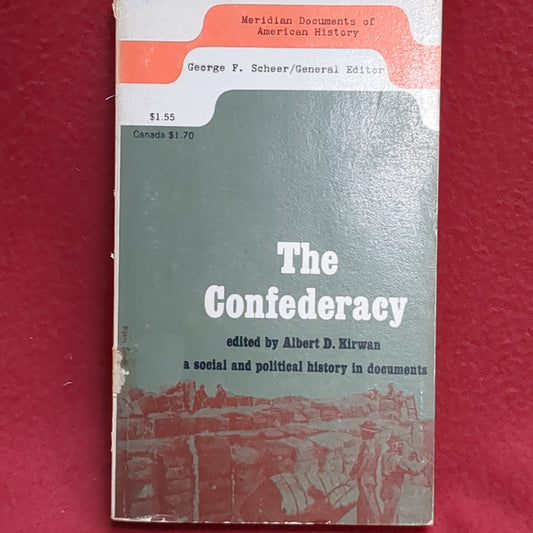 Meridian Documents of
American History
George F. Scheer/General Editor
$1.55
Canada $1.70
The
Confederacy
edited by Albert D. Kirwan
a social and political history in documents